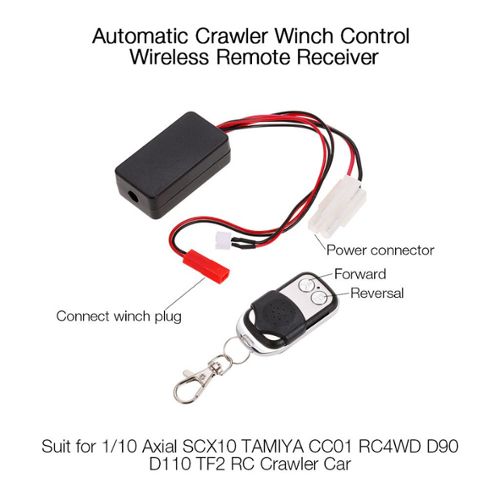 Automatic Crawler Winch Control
Wireless Remote Receiver
Power connector
Forward
Reversal
Connect winch plug
Suit for 1/10 Axial SCX10 TAMIYA CC01 RC4WD D90
D110 TF2 RC Crawler Car